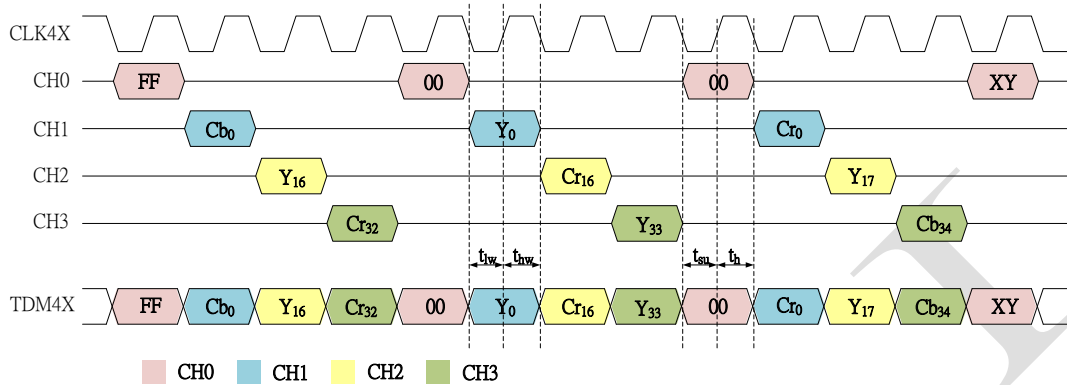 CLK4X
CH0 FF 00 00 XY
CH1 Cb0 Y0 Cr0
CH2 Y16 Cr16 Y17
CH3 Cr32 Y33 Cb34
tlw thw tsu th
TDM4X FF Cb0 Y16 Cr32 00 Y0 Cr16 Y33 00 Cr0 Y17 Cb34 XY
CH0 CH1 CH2 CH3